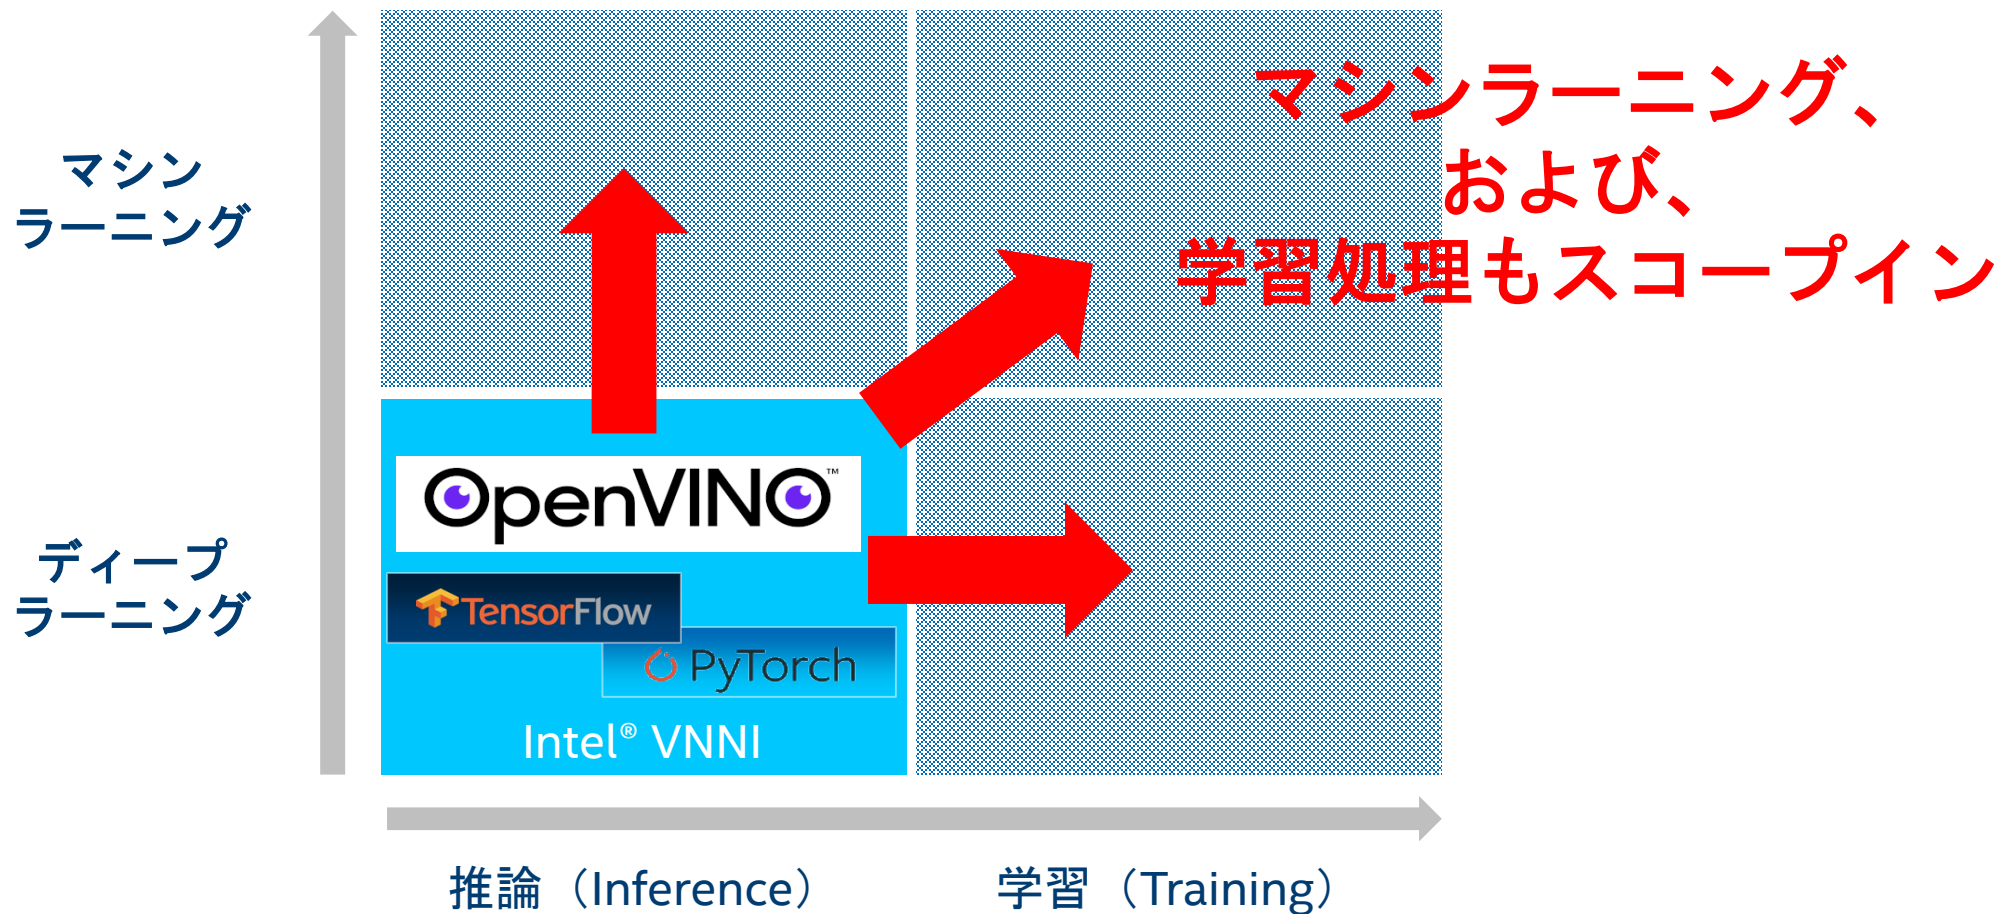 マシンラーニング、
および、
学習処理もスコープイン
マシン
ラーニング
OpenVINO™
ディープ
ラーニング
TensorFlow
PyTorch
Intel® VNNI
推論（Inference）
学習（Training）